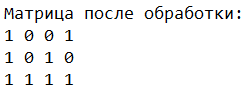 Матрица после обработки:
1 0 0 1
1 0 1 0
1 1 1 1